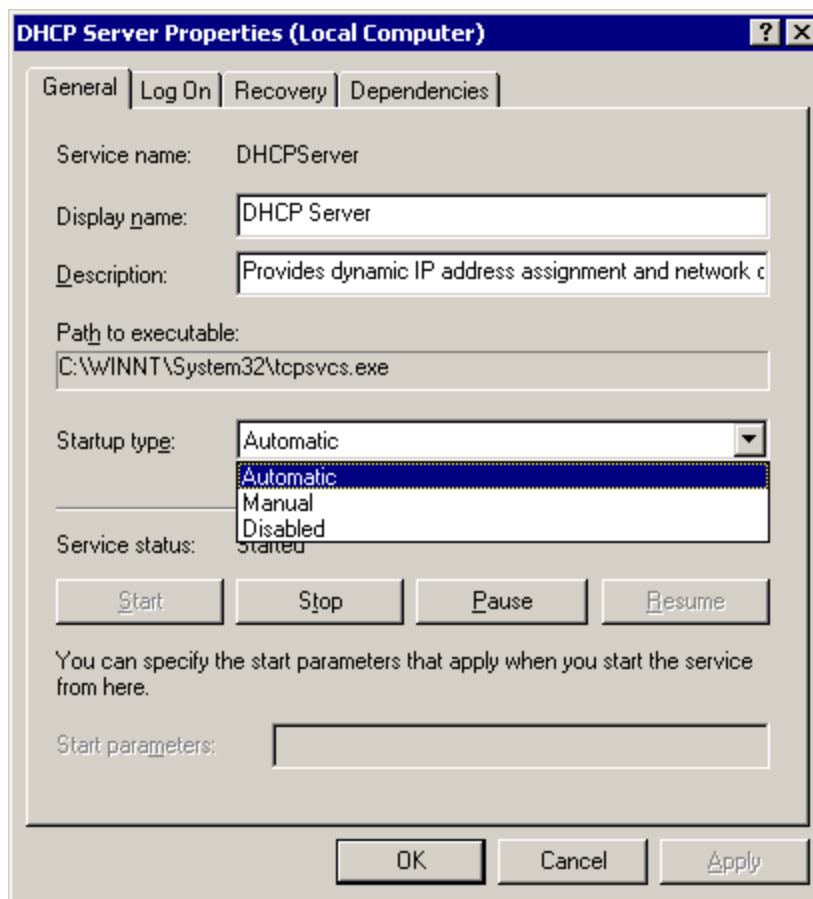 DHCP Server Properties (Local Computer)
General Log On Recovery Dependencies
Service name: DHCPServer
Display name: DHCP Server
Description: Provides dynamic IP address assignment and network c
Path to executable:
C:\WINNT\System32\tcpsvcs.exe
Startup type: Automatic
Automatic
Manual
Disabled
Service status: Started
Start Stop Pause Resume
You can specify the start parameters that apply when you start the service
from here.
Start parameters:
OK Cancel Apply